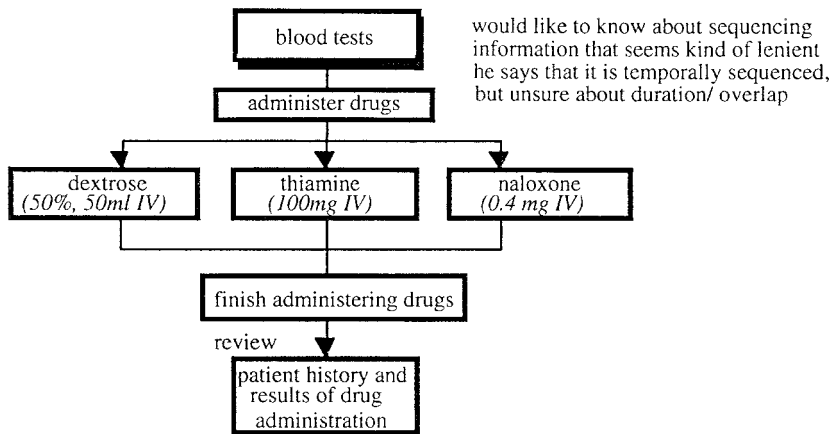 blood tests
would like to know about sequencing
information that seems kind of lenient
he says that it is temporally sequenced,
but unsure about duration/ overlap
administer drugs
dextrose
(50%, 50ml IV)
thiamine
(100mg IV)
naloxone
(0.4 mg IV)
finish administering drugs
review
patient history and
results of drug
administration